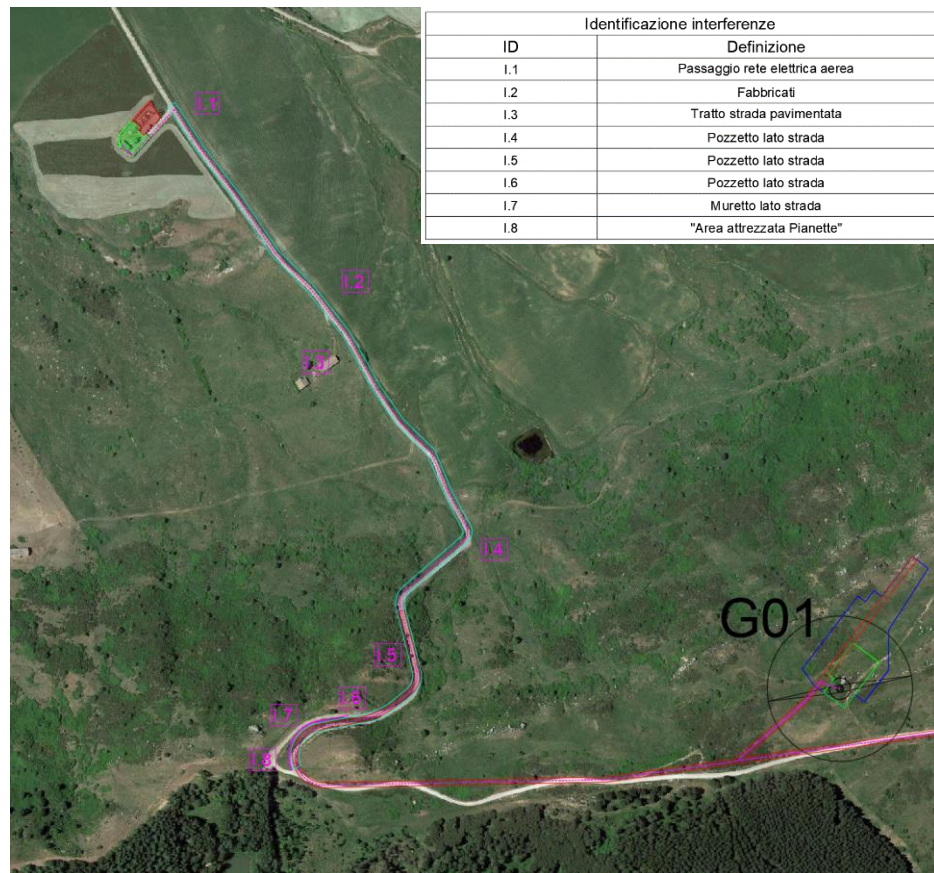 Identificazione interferenze
ID Definizione
I.1 Passaggio rete elettrica aerea
I.2 Fabbricati
I.3 Tratto strada pavimentata
I.4 Pozzetto lato strada
I.5 Pozzetto lato strada
I.6 Pozzetto lato strada
I.7 Muretto lato strada
I.8 "Area attrezzata Pianette"
I.1
I.2
I.3
I.4
G01
I.5
I.6
I.7
I.8